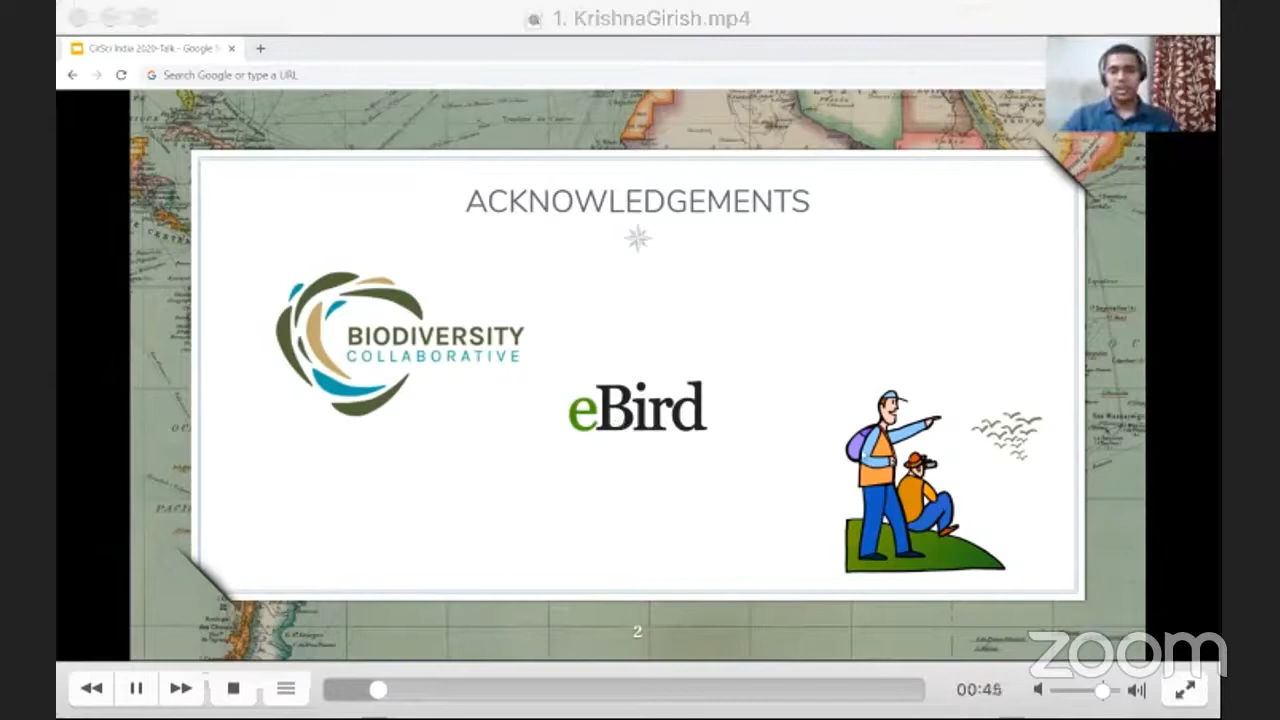 1. KrishnaGirish.mp4
CitSci India 2020-Talk - Google
Search Google or type a URL
ACKNOWLEDGEMENTS
BIODIVERSITY
COLLABORATIVE
eBird
2
zoom
00:45